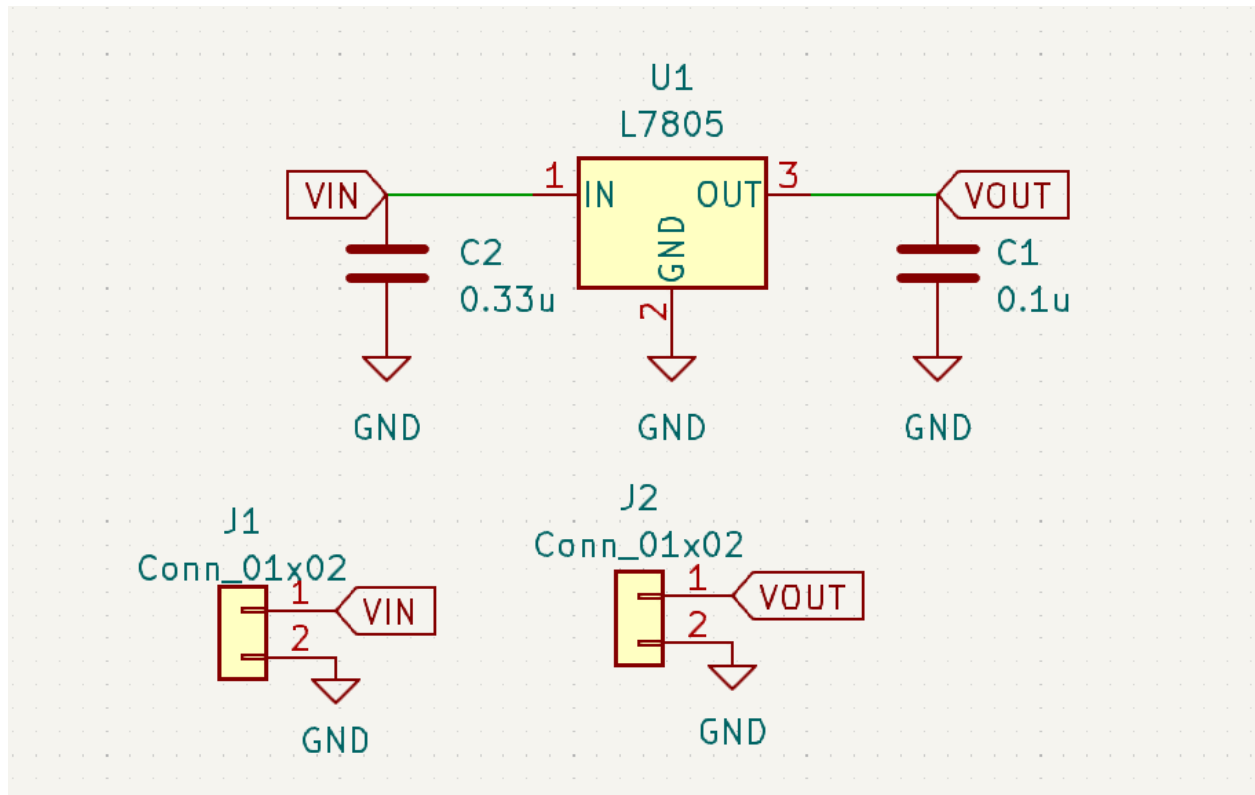 U1
L7805
VIN
1
IN
OUT
3
VOUT
GND
2
C2
0.33u
C1
0.1u
GND
GND
GND
J1
Conn_01x02
1
VIN
2
GND
J2
Conn_01x02
1
VOUT
2
GND